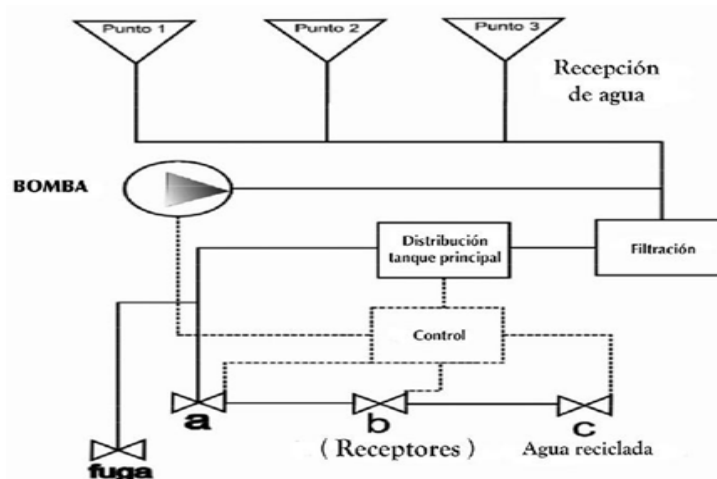 Punto 1
Punto 2
Punto 3
Recepción
de agua
BOMBA
Distribución
tanque principal
Filtración
Control
a
b
c
( Receptores )
Agua reciclada
fuga